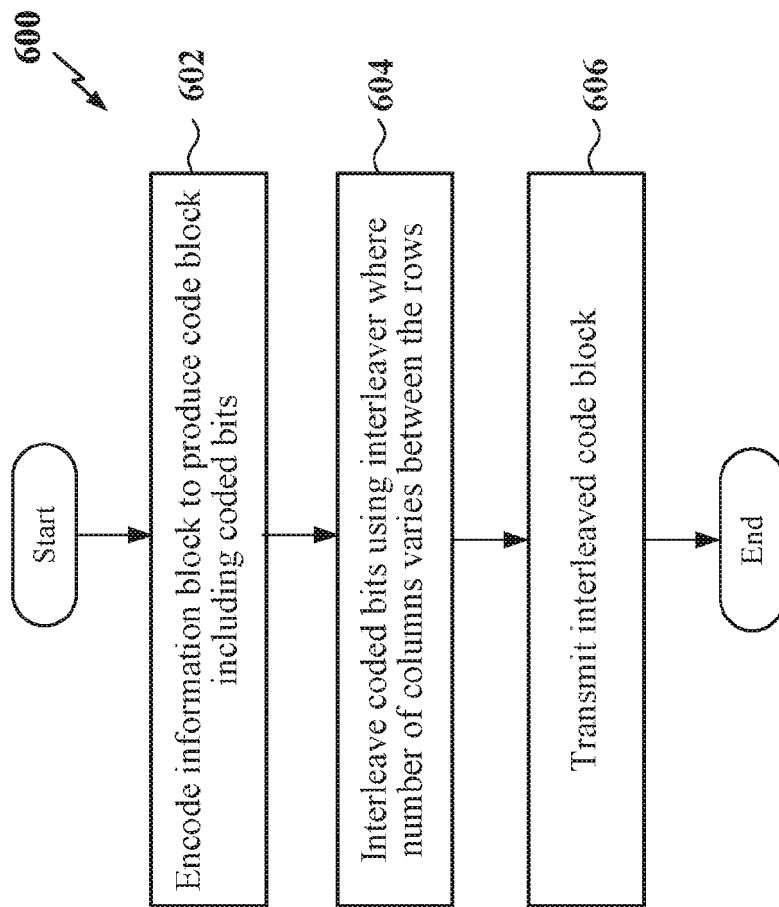 600
Start
Encode information block to produce code block
including coded bits
602
Interleave coded bits using interleaver where
number of columns varies between the rows
604
Transmit interleaved code block
606
End